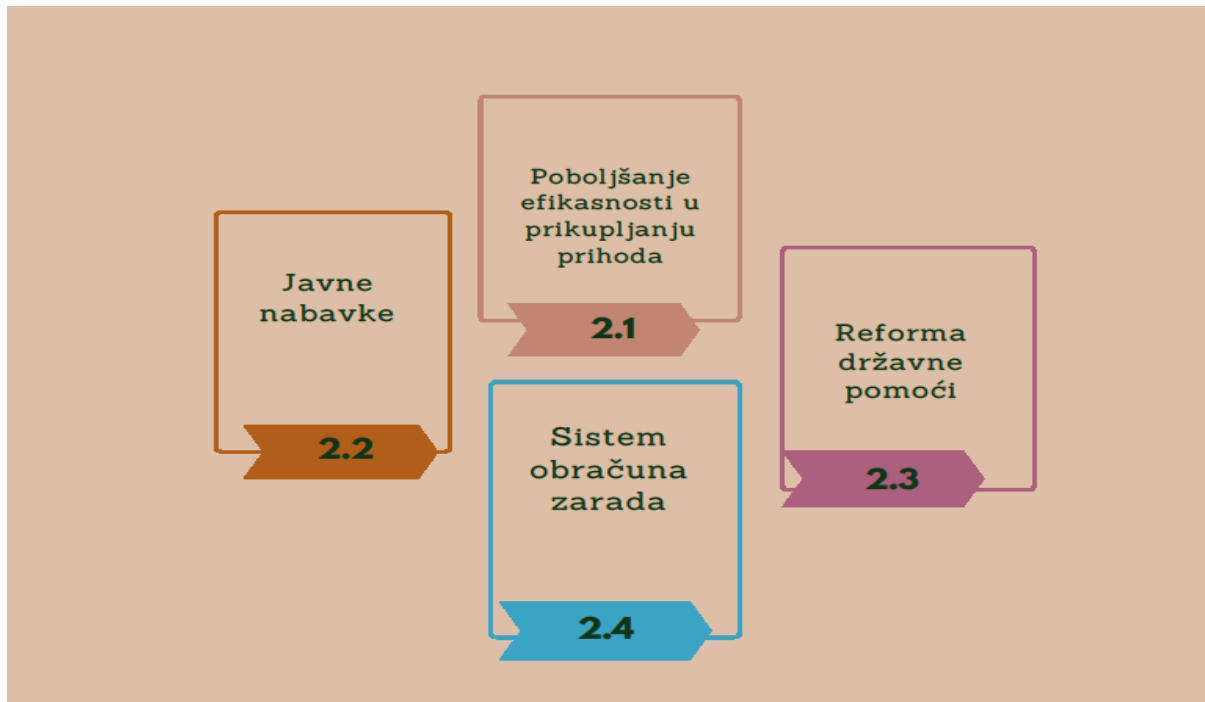 Poboljšanje
efikasnosti u
prikupljanju
prihoda
2.1
Javne
nabavke
2.2
Reforma
državne
pomoći
2.3
Sistem
obračuna
zarada
2.4